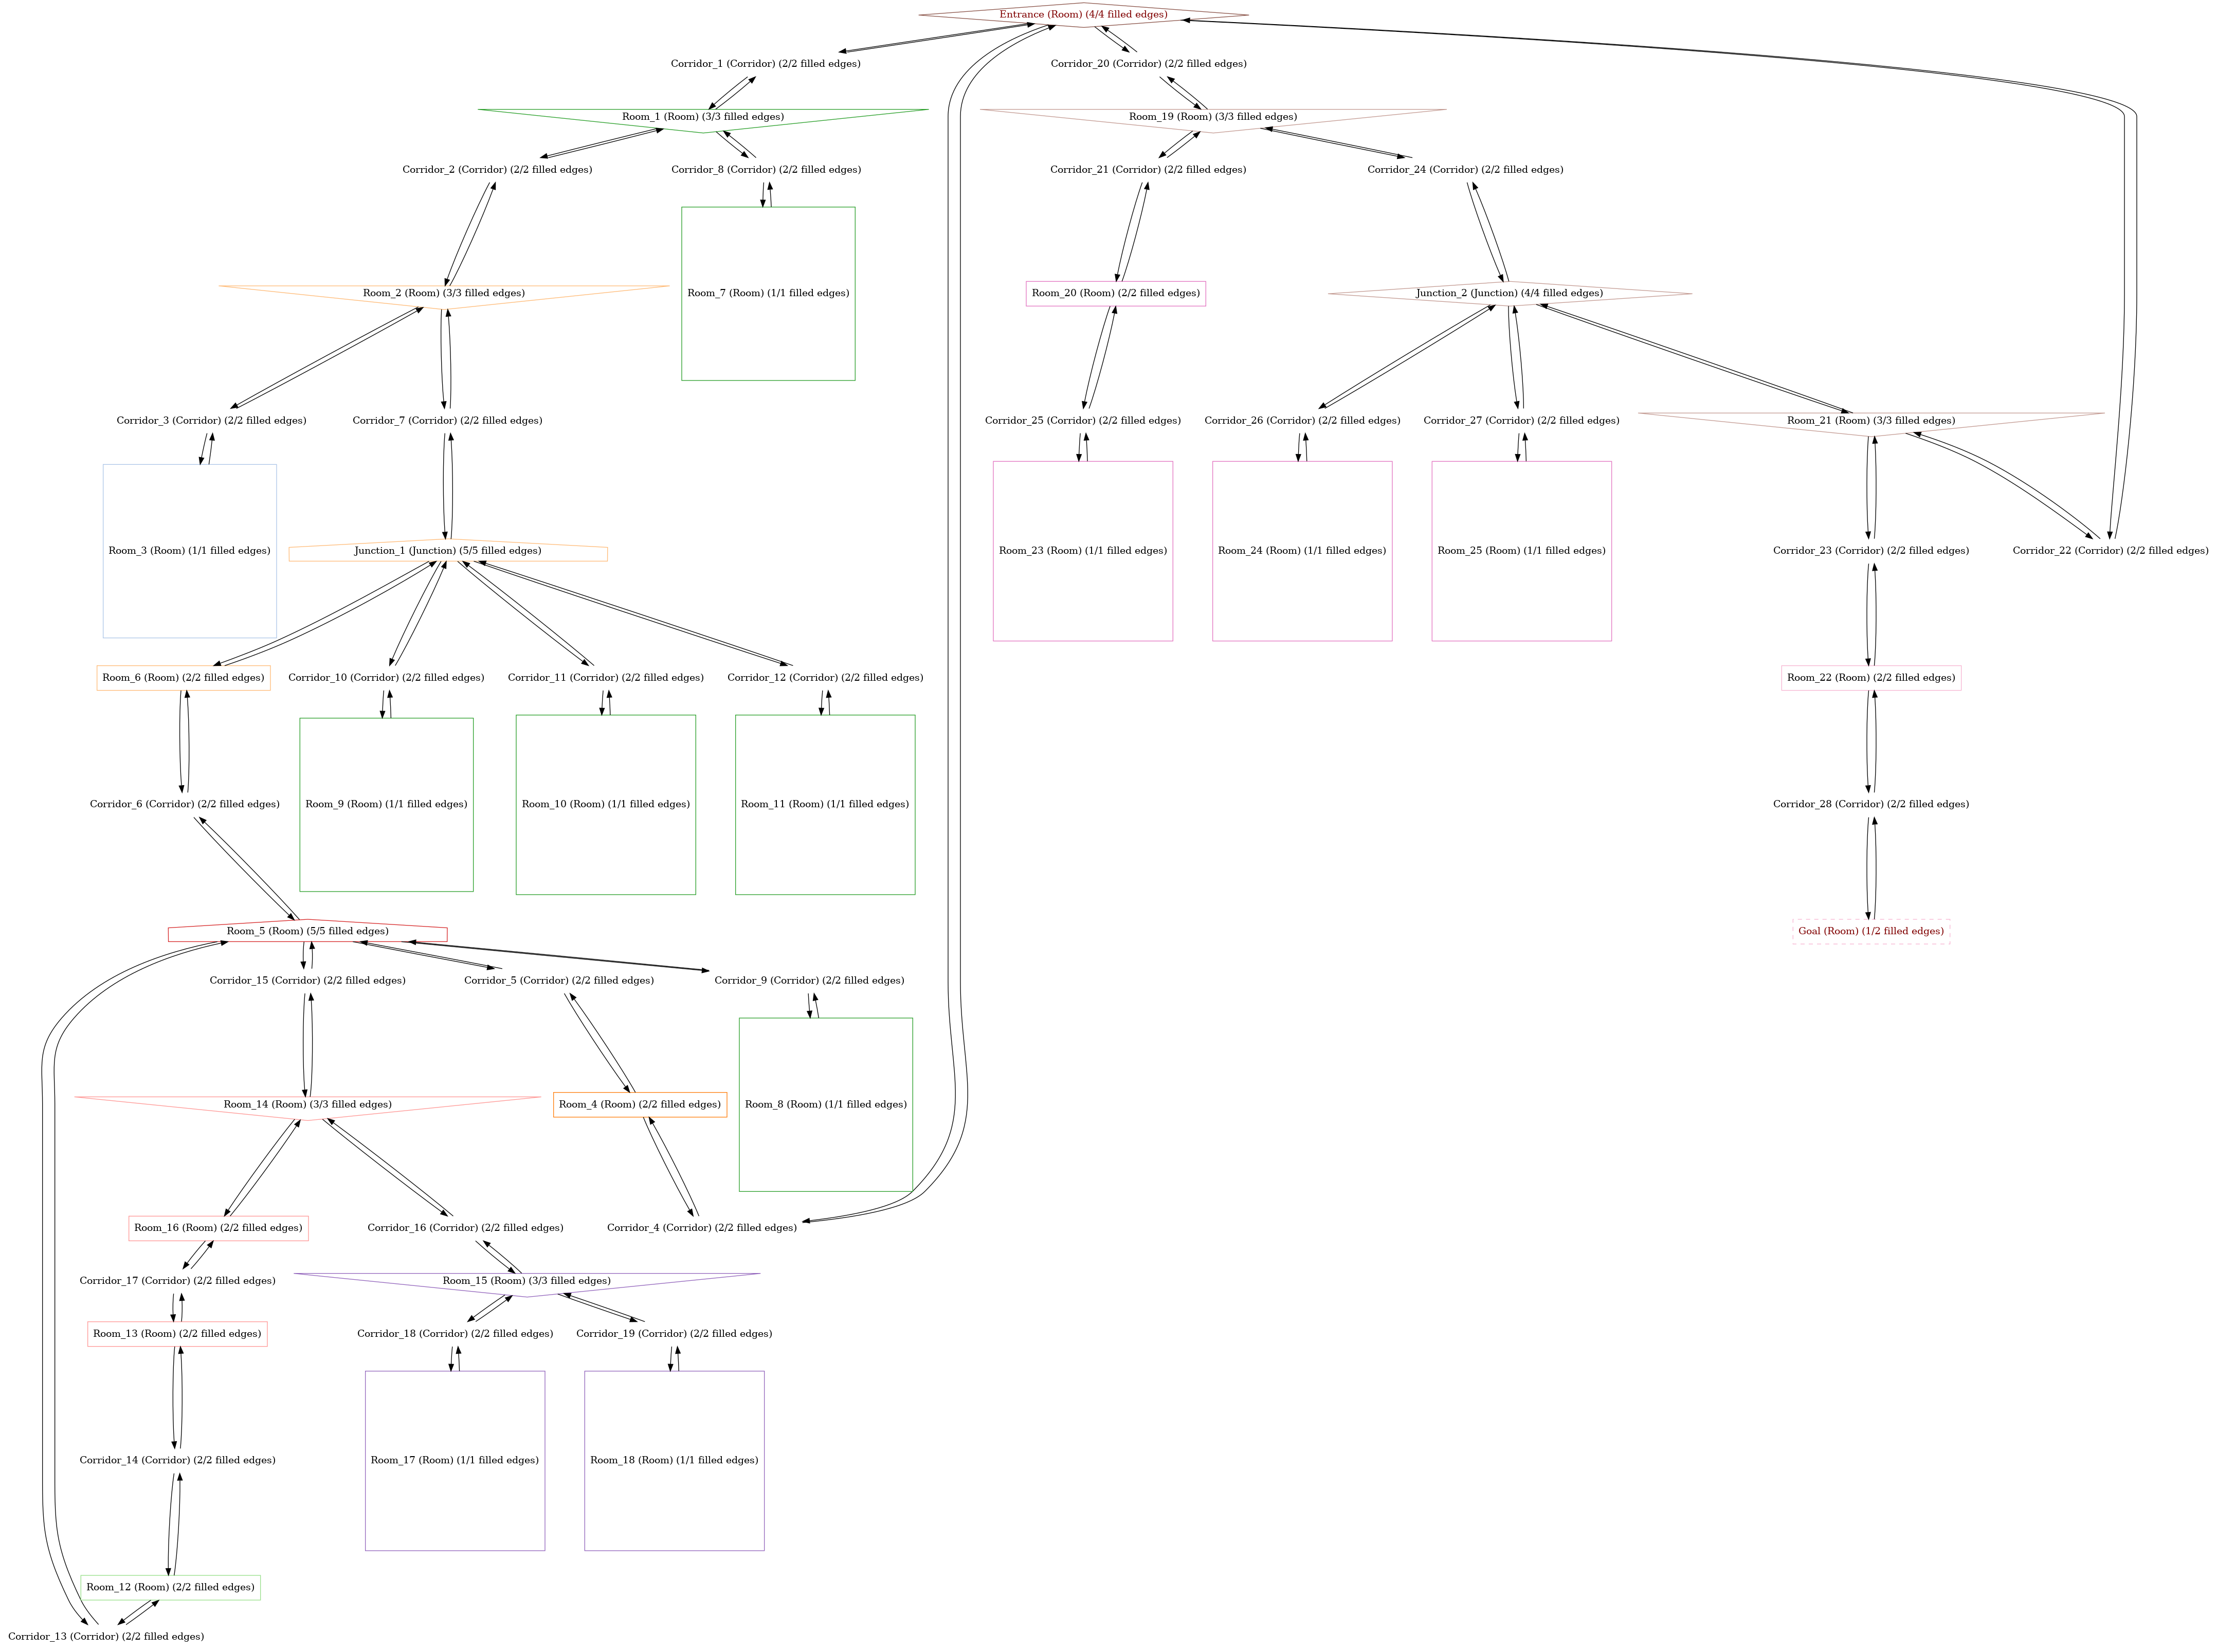 Entrance (Room) (4/4 filled edges)
Corridor_1 (Corridor) (2/2 filled edges)
Corridor_20 (Corridor) (2/2 filled edges)
Room_1 (Room) (3/3 filled edges)
Room_19 (Room) (3/3 filled edges)
Corridor_2 (Corridor) (2/2 filled edges)
Corridor_8 (Corridor) (2/2 filled edges)
Corridor_21 (Corridor) (2/2 filled edges)
Corridor_24 (Corridor) (2/2 filled edges)
Room_2 (Room) (3/3 filled edges)
Room_7 (Room) (1/1 filled edges)
Room_20 (Room) (2/2 filled edges)
Junction_2 (Junction) (4/4 filled edges)
Corridor_3 (Corridor) (2/2 filled edges)
Corridor_7 (Corridor) (2/2 filled edges)
Corridor_25 (Corridor) (2/2 filled edges)
Corridor_26 (Corridor) (2/2 filled edges)
Corridor_27 (Corridor) (2/2 filled edges)
Room_21 (Room) (3/3 filled edges)
Room_3 (Room) (1/1 filled edges)
Junction_1 (Junction) (5/5 filled edges)
Room_23 (Room) (1/1 filled edges)
Room_24 (Room) (1/1 filled edges)
Room_25 (Room) (1/1 filled edges)
Corridor_23 (Corridor) (2/2 filled edges)
Corridor_22 (Corridor) (2/2 filled edges)
Room_6 (Room) (2/2 filled edges)
Corridor_10 (Corridor) (2/2 filled edges)
Corridor_11 (Corridor) (2/2 filled edges)
Corridor_12 (Corridor) (2/2 filled edges)
Room_22 (Room) (2/2 filled edges)
Corridor_6 (Corridor) (2/2 filled edges)
Room_9 (Room) (1/1 filled edges)
Room_10 (Room) (1/1 filled edges)
Room_11 (Room) (1/1 filled edges)
Corridor_28 (Corridor) (2/2 filled edges)
Room_5 (Room) (5/5 filled edges)
Goal (Room) (1/2 filled edges)
Corridor_15 (Corridor) (2/2 filled edges)
Corridor_5 (Corridor) (2/2 filled edges)
Corridor_9 (Corridor) (2/2 filled edges)
Room_14 (Room) (3/3 filled edges)
Room_4 (Room) (2/2 filled edges)
Room_8 (Room) (1/1 filled edges)
Room_16 (Room) (2/2 filled edges)
Corridor_16 (Corridor) (2/2 filled edges)
Corridor_4 (Corridor) (2/2 filled edges)
Corridor_17 (Corridor) (2/2 filled edges)
Room_15 (Room) (3/3 filled edges)
Room_13 (Room) (2/2 filled edges)
Corridor_18 (Corridor) (2/2 filled edges)
Corridor_19 (Corridor) (2/2 filled edges)
Corridor_14 (Corridor) (2/2 filled edges)
Room_17 (Room) (1/1 filled edges)
Room_18 (Room) (1/1 filled edges)
Room_12 (Room) (2/2 filled edges)
Corridor_13 (Corridor) (2/2 filled edges)